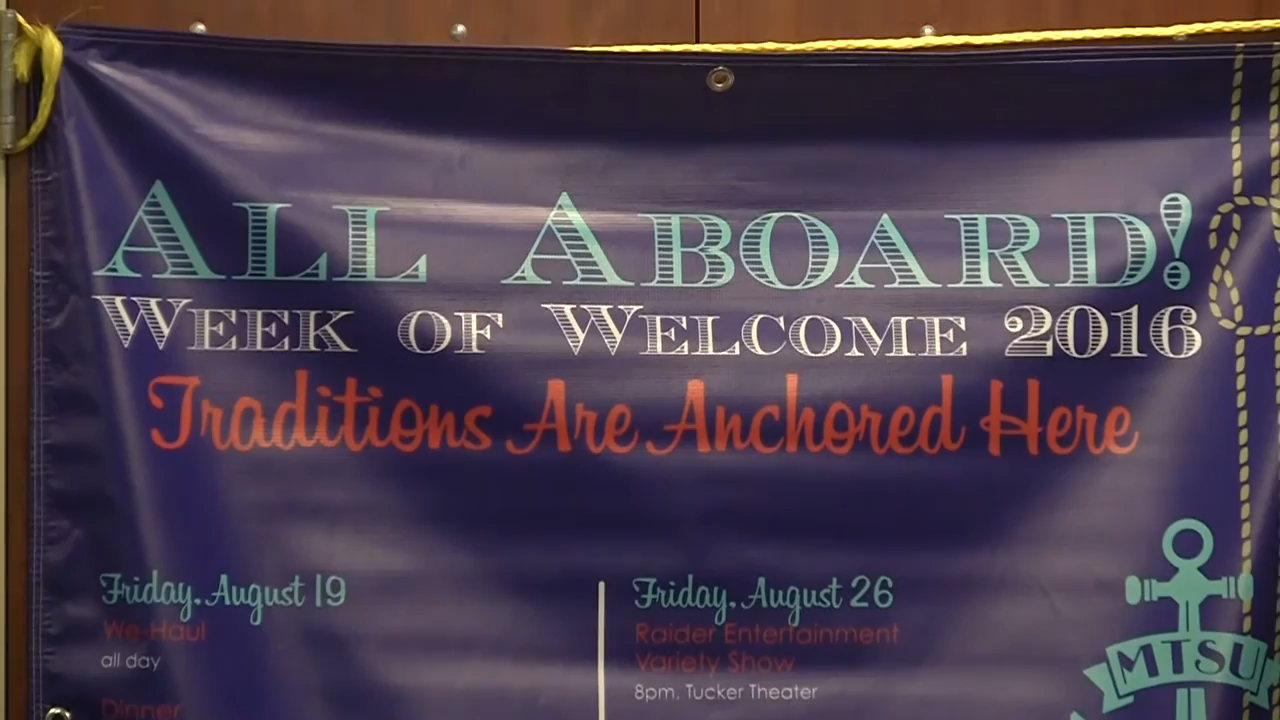 All Aboard!
Week of Welcome 2016
Traditions Are Anchored Here
Friday, August 19
We-Haul
all day
Dinner
Friday, August 26
Raider Entertainment
Variety Show
8pm, Tucker Theater
MTSU